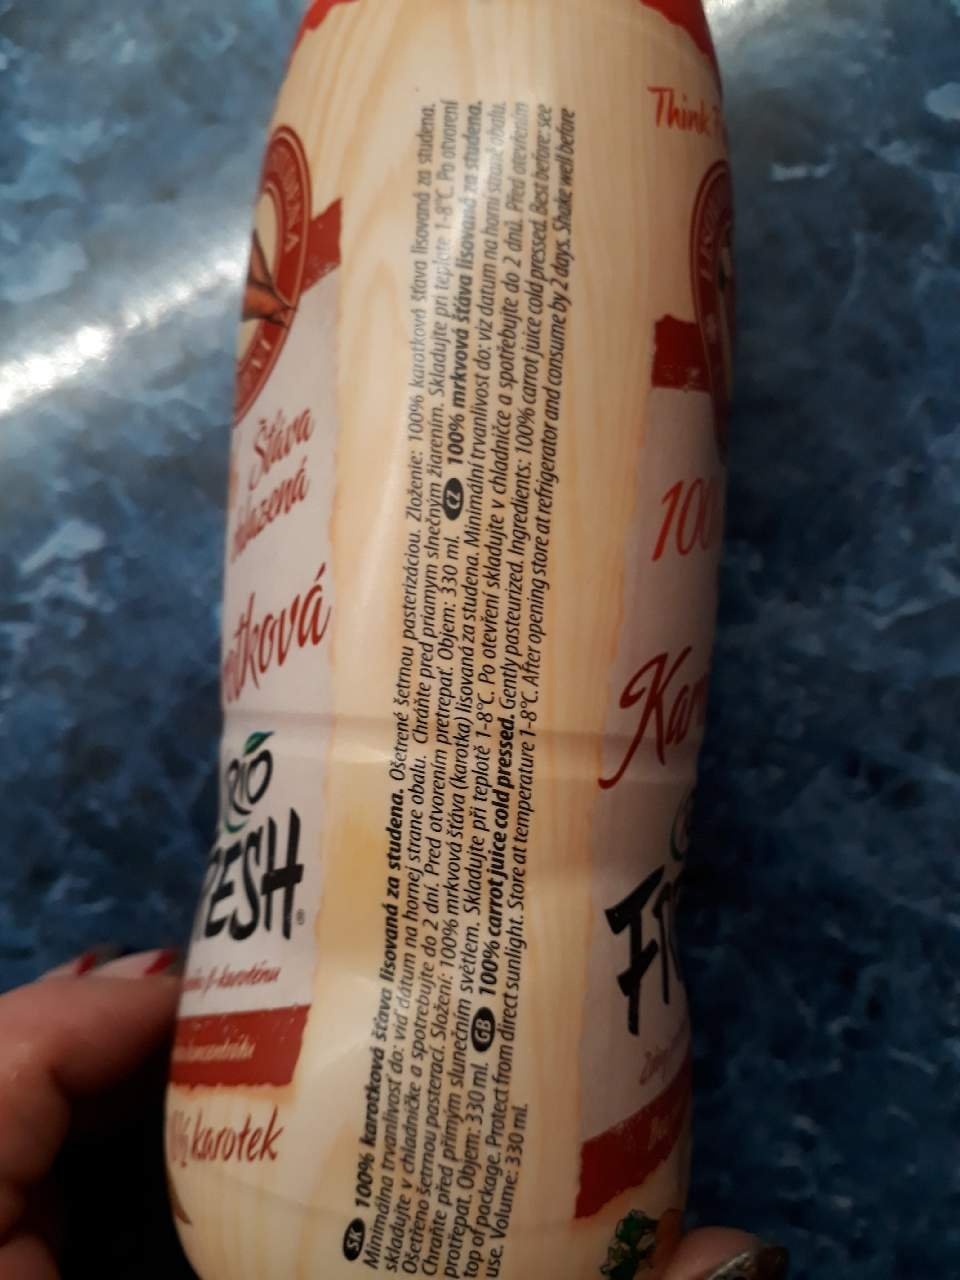 SK 100% karotková šťava lisovaná za studena. Ošetrené šetrnou pasterizáciou. Zloženie: 100% karotková šťava lisovaná za studena.
Minimálna trvanlivosť do: viď dátum na hornej strane obalu. Chráňte pred priamym slnečným žiarením. Skladujte pri teplote 1-8°C. Po otvorení
skladujte v chladničke a spotrebujte do 2 dní. Pred otvorením pretrepať. Objem: 330 ml. CZ 100% mrkvová šťáva lisovaná za studena.
Ošetřeno šetrnou pasterací. Složení: 100% mrkvová šťáva (karotka) lisovaná za studena. Minimální trvanlivost do: viz datum na horní straně obalu.
Chraňte před přímým slunečním světlem. Skladujte při teplotě 1-8°C. Po otevření skladujte v chladničce a spotřebujte do 2 dnů. Před otevřením
protřepat. Objem: 330 ml. GB 100% carrot juice cold pressed. Gently pasteurized. Ingredients: 100% carrot juice cold pressed. Best before: see
top of package. Protect from direct sunlight. Store at temperature 1-8°C. After opening store at refrigerator and consume by 2 days. Shake well before
use. Volume: 330 ml.
Šťava
RIO
FRESH®
β-karoténu
karotek
Think
100